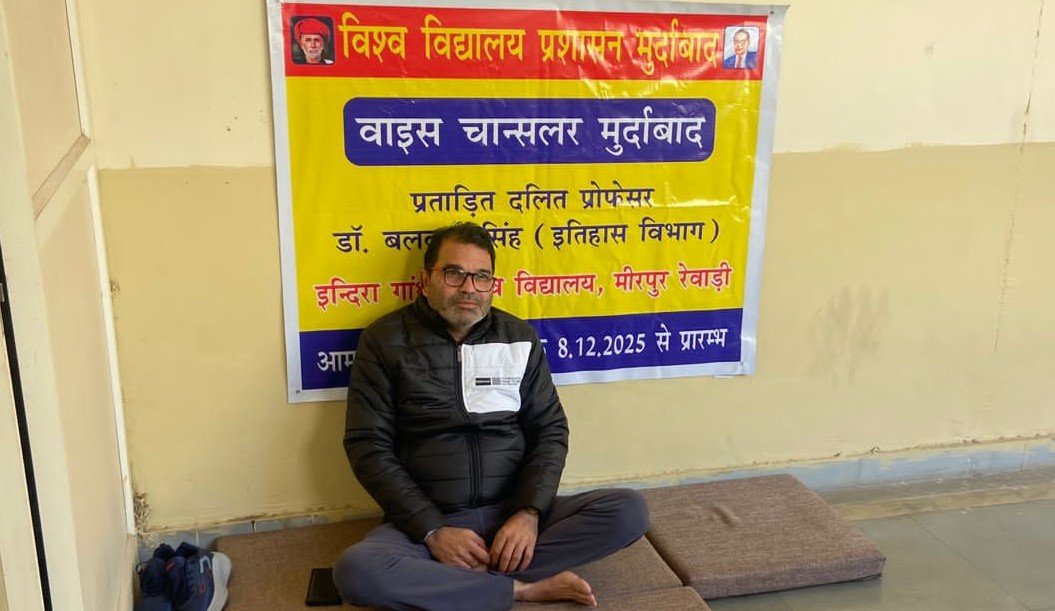 विश्व विद्यालय प्रशासन मुर्दाबाद
वाइस चान्सलर मुर्दाबाद
प्रताड़ित दलित प्रोफेसर
डॉ. सिंह ( इतिहास विभाग )
इन्दिरा विद्यालय, मीरपुर रेवाड़ी
8.12.2025 से प्रारम्भ